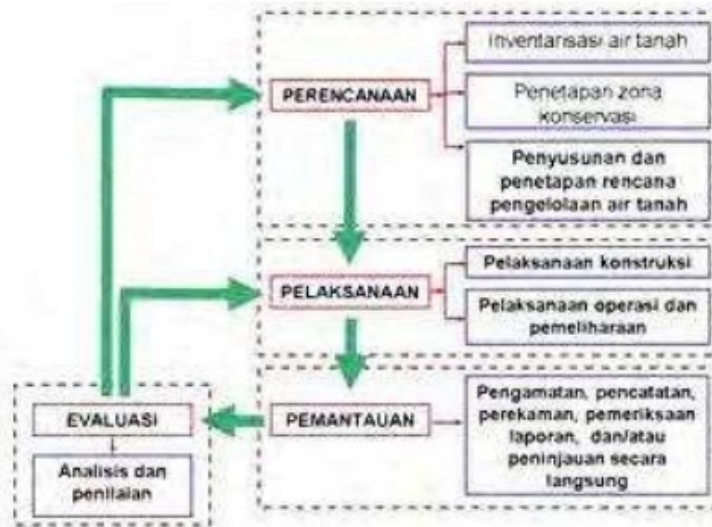 Inventarisasi air tanah
PERENCANAAN
Penetapan zona
konservasi
Penyusunan dan
penetapan rencana
pengelolaan air tanah
Pelaksanaan konstruksi
PELAKSANAAN
Pelaksanaan operasi dan
pemeliharaan
EVALUASI
PEMANTAUAN
Pengamatan, pencatatan,
perekaman, pemeriksaan
laporan, dan/atau
peninjauan secara
langsung
Analisis dan
penilaian